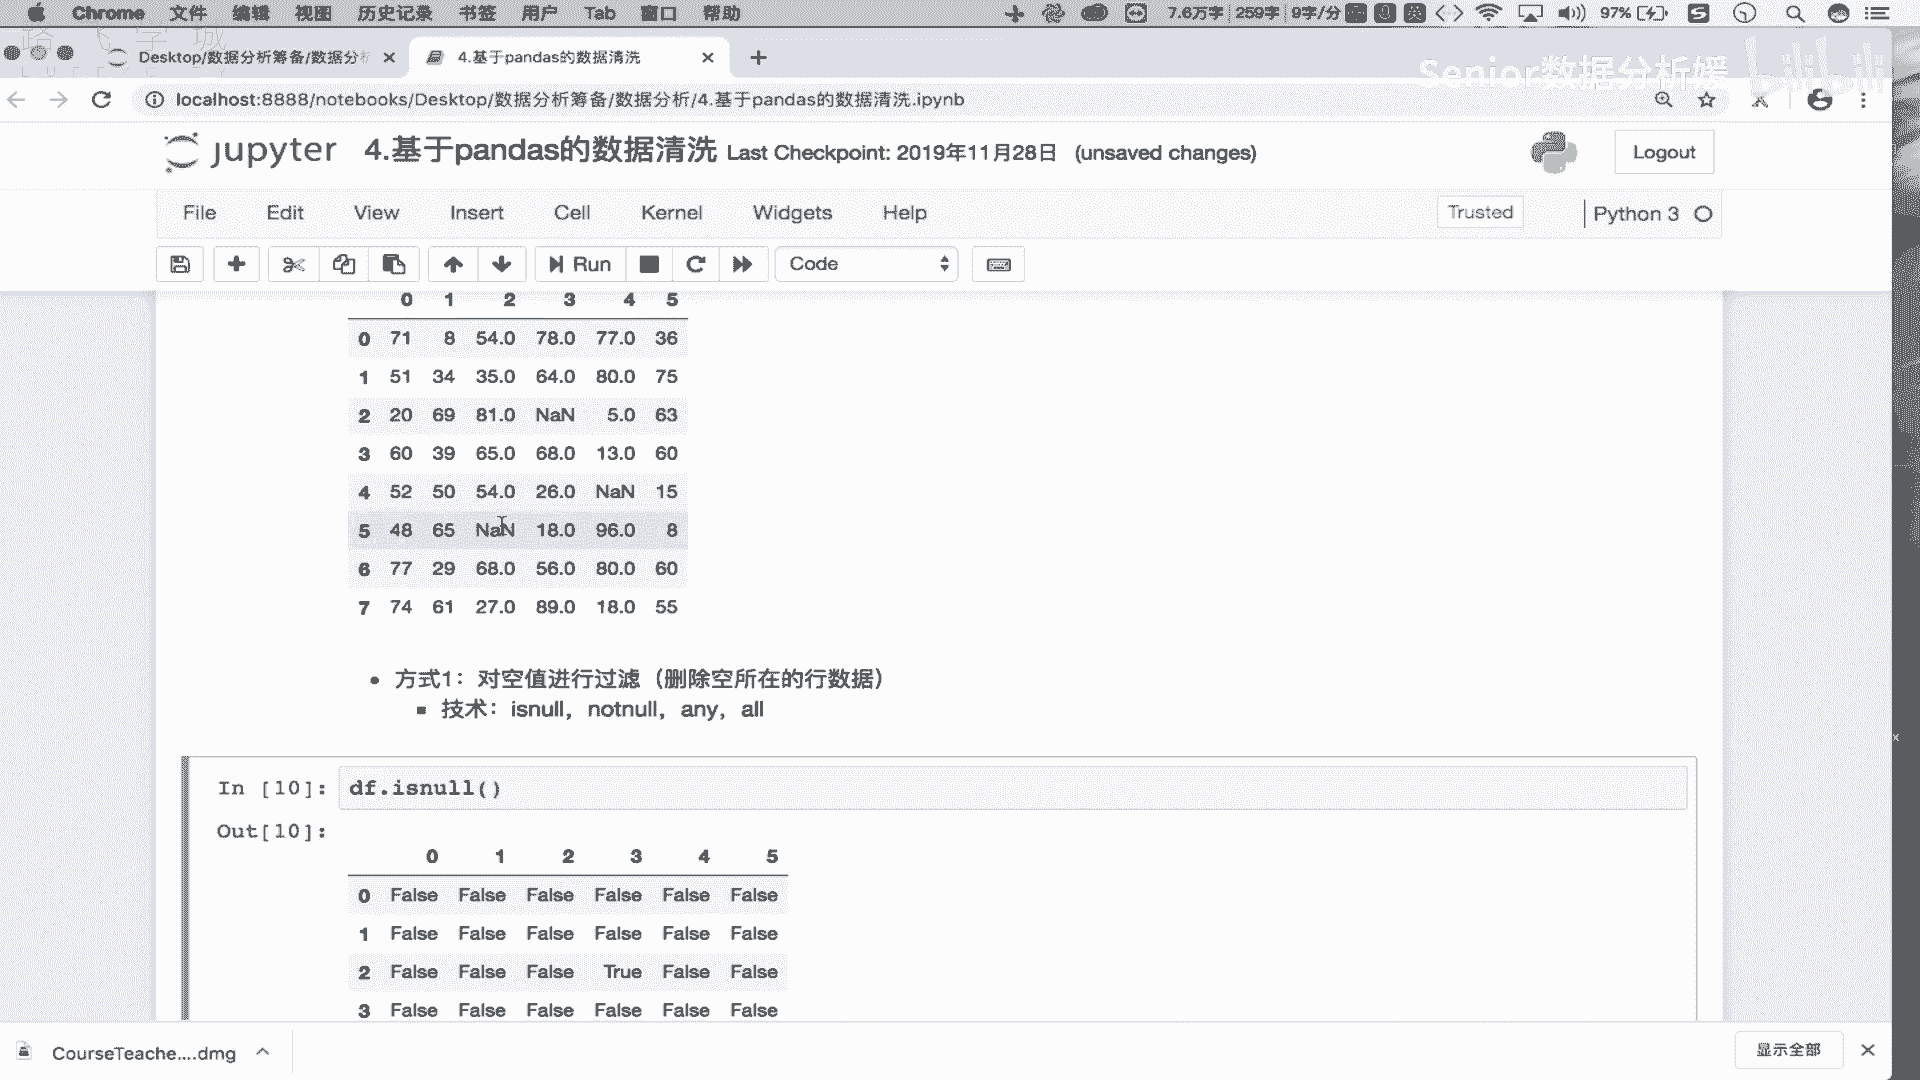 Chrome 文件 编辑 视图 历史记录 书签 用户 Tab 窗口 帮助 7.6万字 259字 9字/分 英 97%
路飞学城
Desktop/数据分析筹备/数据分析 4.基于pandas的数据清洗
Senior数据分析媛 bilibili
localhost:8888/notebooks/Desktop/数据分析筹备/数据分析/4.基于pandas的数据清洗.ipynb
jupyter 4.基于pandas的数据清洗 Last Checkpoint: 2019年11月28日 (unsaved changes) Logout
File Edit View Insert Cell Kernel Widgets Help Trusted Python 3
Run Code
0 1 2 3 4 5
0 71 8 54.0 78.0 77.0 36
1 51 34 35.0 64.0 80.0 75
2 20 69 81.0 NaN 5.0 63
3 60 39 65.0 68.0 13.0 60
4 52 50 54.0 26.0 NaN 15
5 48 65 NaN 18.0 96.0 8
6 77 29 68.0 56.0 80.0 60
7 74 61 27.0 89.0 18.0 55
方式1：对空值进行过滤（删除空所在的行数据）
技术：isnull，notnull，any，all
In [10]: df.isnull()
Out[10]:
0 1 2 3 4 5
0 False False False False False False
1 False False False False False False
2 False False False True False False
3 False False False False False False
CourseTeache....dmg 显示全部